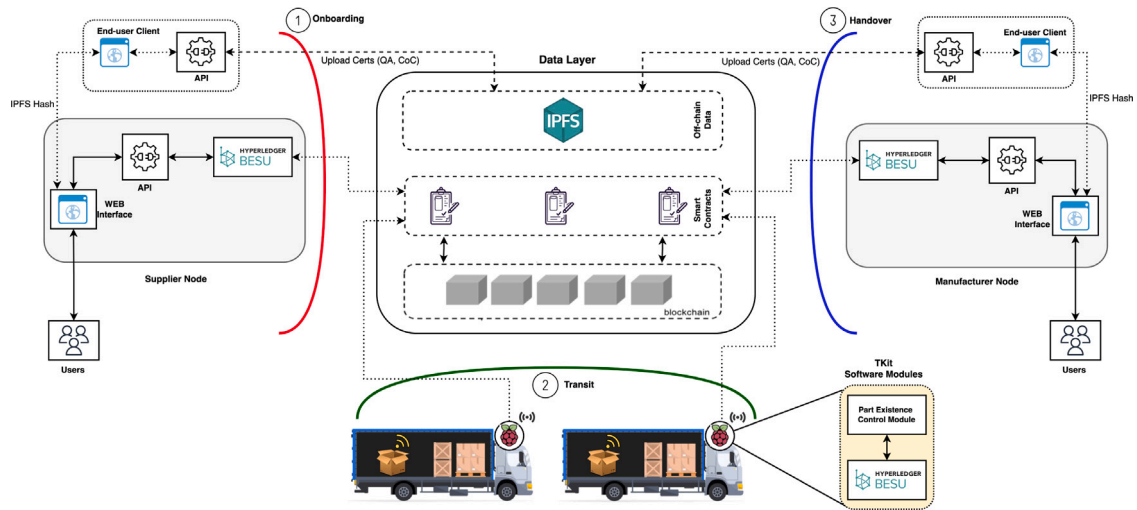 1
Onboarding
3
Handover
End-user Client
API
Upload Certs (QA, CoC)
IPFS Hash
Data Layer
IPFS
Off-chain
Data
Upload Certs (QA, CoC)
API
End-user Client
IPFS Hash
HYPERLEDGER
BESU
API
WEB
Interface
Supplier Node
Users
Smart
Contracts
blockchain
HYPERLEDGER
BESU
API
WEB
Interface
Manufacturer Node
Users
2
Transit
TKit
Software Modules
Part Existence
Control Module
HYPERLEDGER
BESU